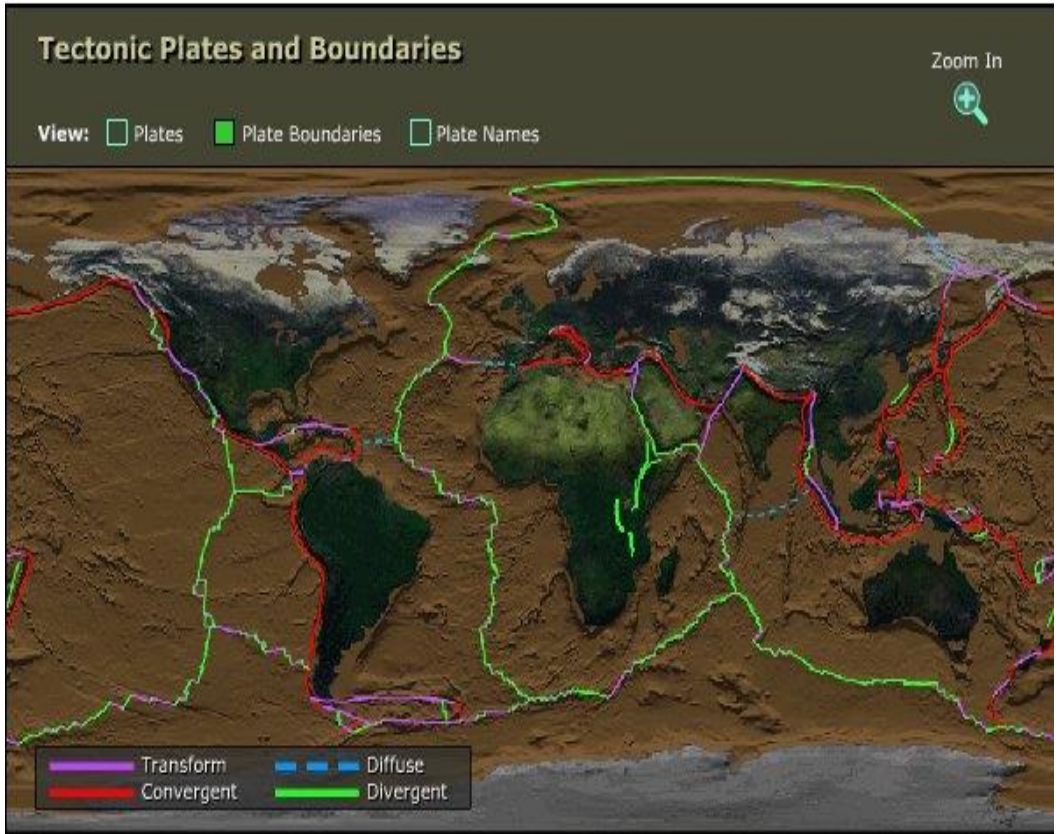 Tectonic Plates and Boundaries
Zoom In
View: Plates Plate Boundaries Plate Names
Transform Diffuse
Convergent Divergent